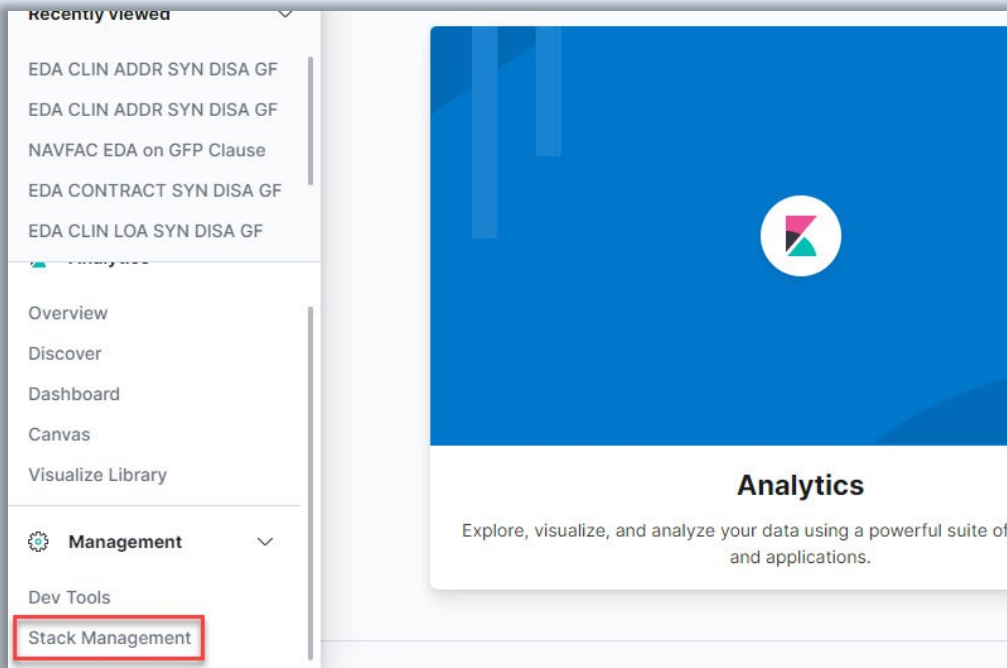 Recently viewed
EDA CLIN ADDR SYN DISA GF
EDA CLIN ADDR SYN DISA GF
NAVFAC EDA on GFP Clause
EDA CONTRACT SYN DISA GF
EDA CLIN LOA SYN DISA GF
Analytics
Overview
Discover
Dashboard
Canvas
Visualize Library
Management
Dev Tools
Stack Management
Analytics
Explore, visualize, and analyze your data using a powerful suite of
and applications.